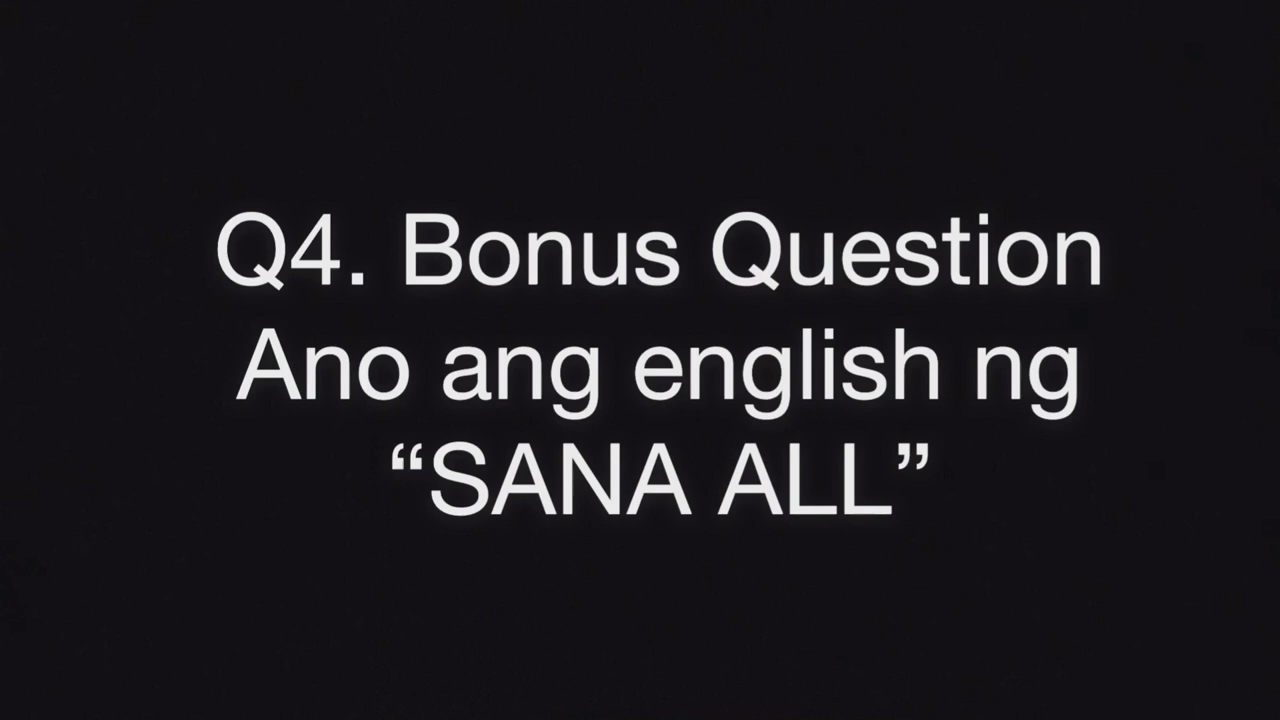 Q4. Bonus Question
Ano ang english ng
“SANA ALL”